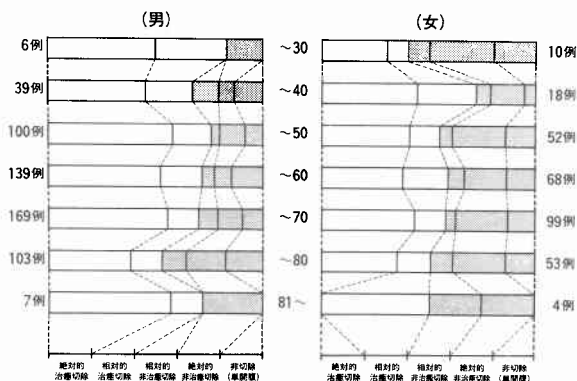 (男)
(女)
6例
~30
10例
39例
~40
18例
100例
~50
52例
139例
~60
68例
169例
~70
99例
103例
~80
53例
7例
81~
4例
絶対的
治癒切除
相対的
治癒切除
相対的
非治癒切除
絶対的
非治癒切除
非切除
(単開腹)
絶対的
治癒切除
相対的
治癒切除
相対的
非治癒切除
絶対的
非治癒切除
非切除
(単開腹)